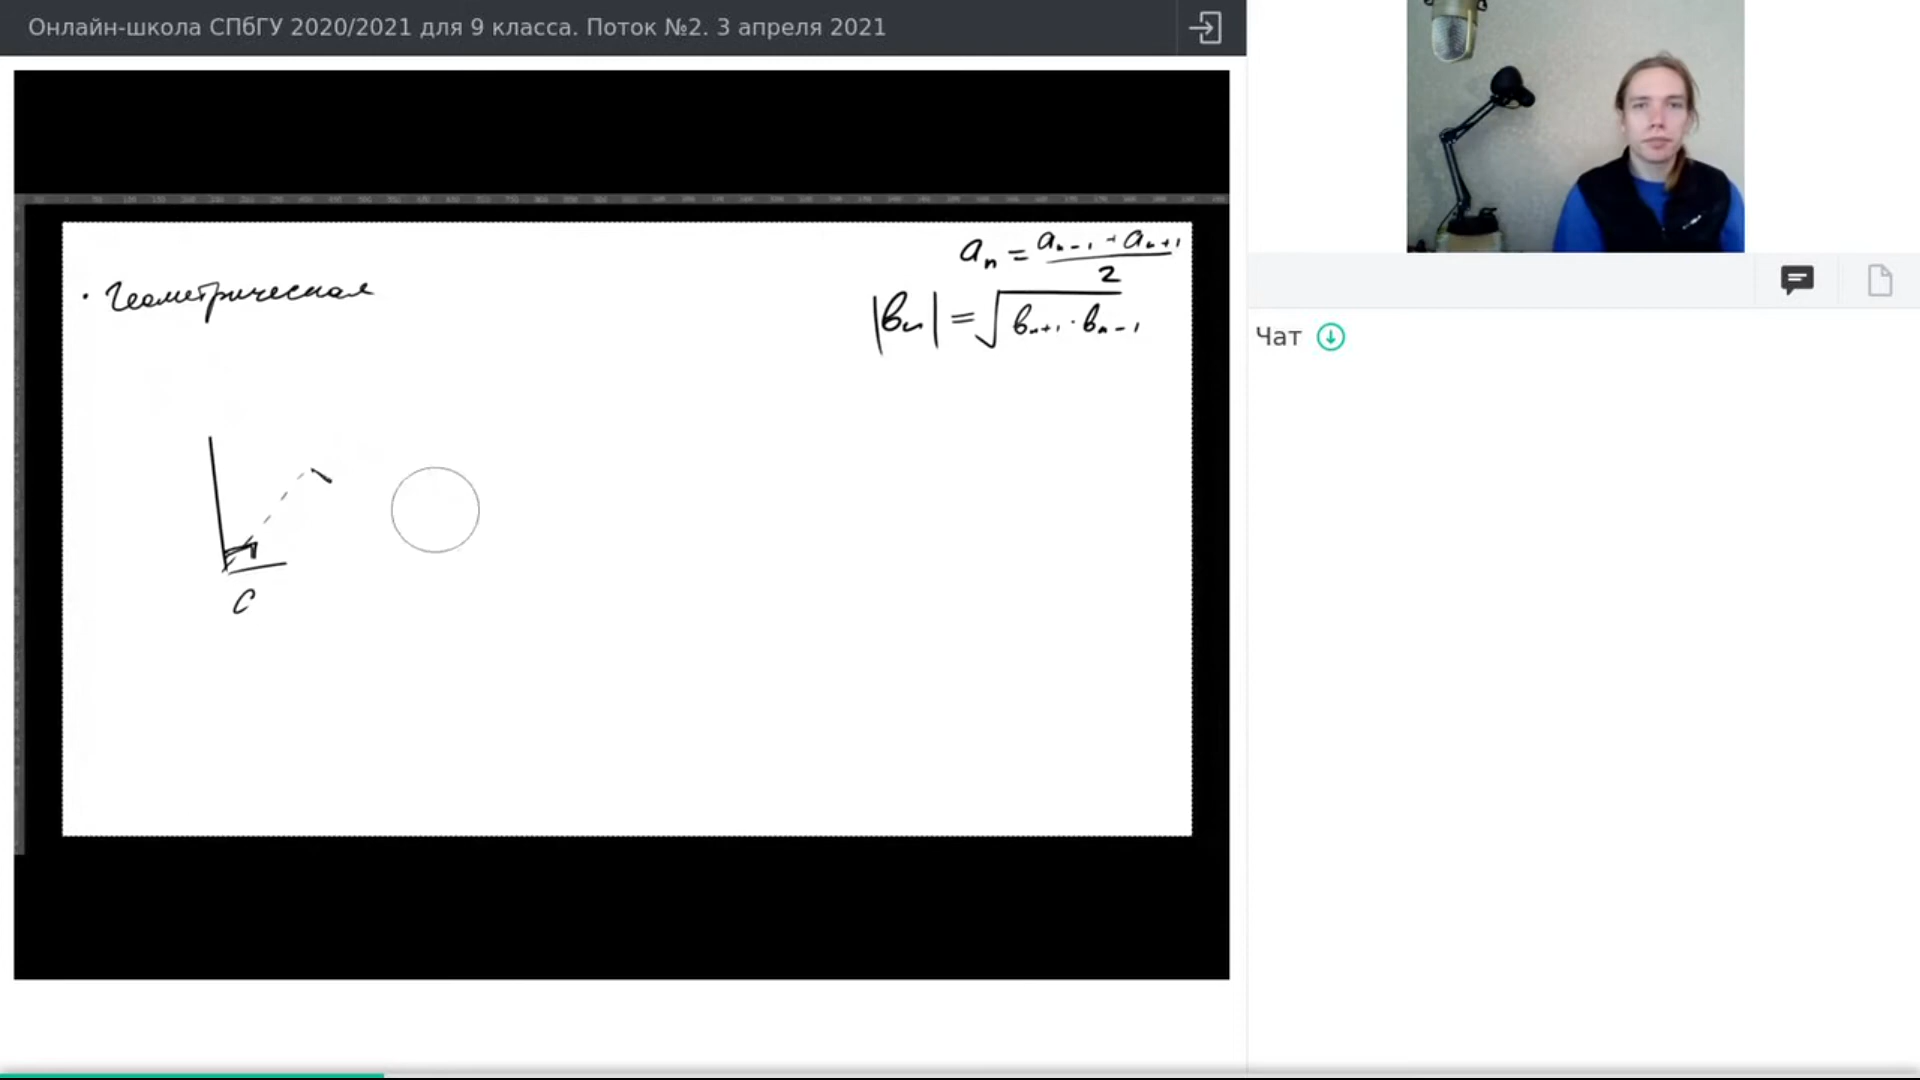 Онлайн-школа СПбГУ 2020/2021 для 9 класса. Поток №2. 3 апреля 2021
aₙ = (aₙ₋₁ + aₙ₊₁) / 2
• Геометрическая
|bₙ| = √(bₙ₊₁ · bₙ₋₁)
C
Чат